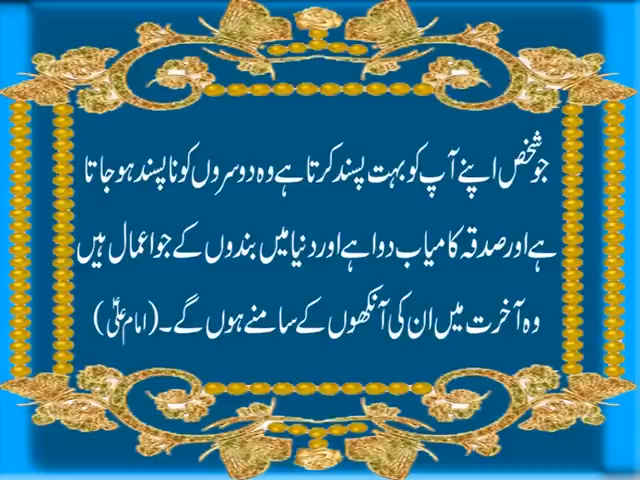 جو شخص اپنے آپ کو بہت پسند کرتا ہے وہ دوسروں کو نا پسند ہو جاتا
ہے اور صدقہ کامیاب دوا ہے اور دنیا میں بندوں کے جو اعمال ہیں
وہ آخرت میں ان کی آنکھوں کے سامنے ہوں گے۔ (امام علیؑ)